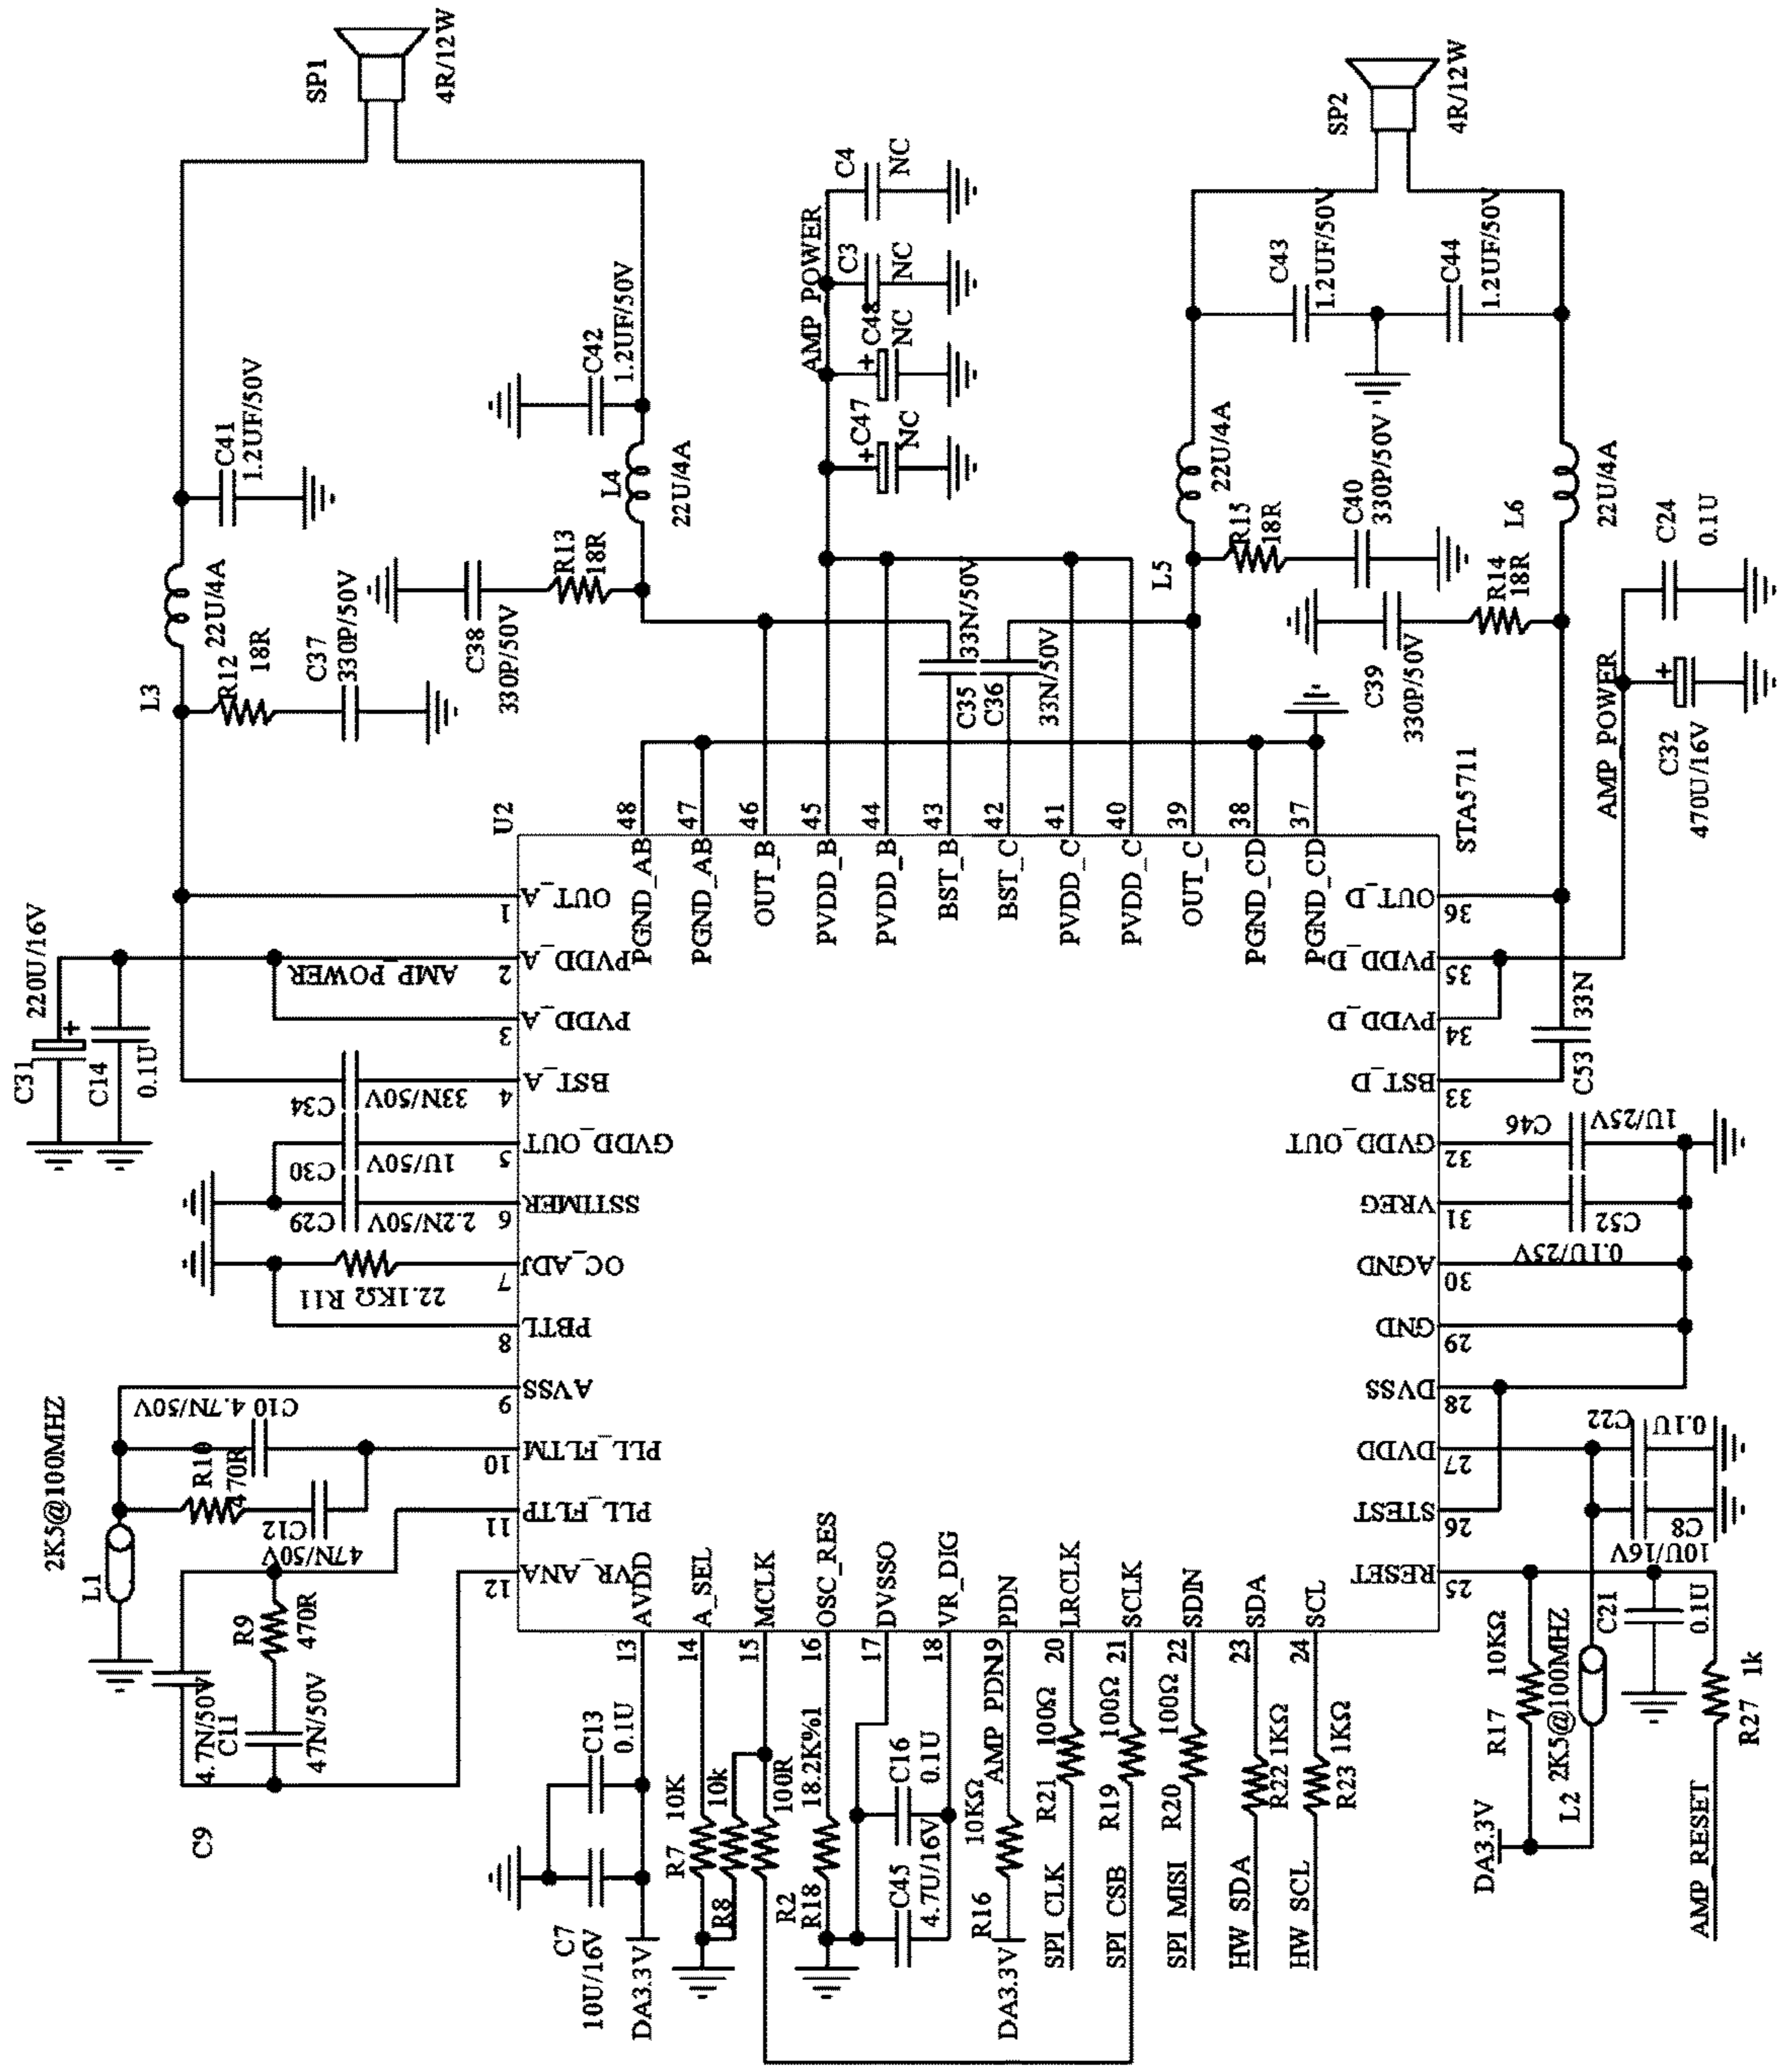 SP1
4R/12W
L3
22U/4A
R12
18R
C37
330P/50V
C41
1.2UF/50V
C38
330P/50V
R13
18R
L4
22U/4A
C42
1.2UF/50V
AMP_POWER
C47
NC
C48
NC
C3
NC
C4
NC
C35
33N/50V
C36
33N/50V
SP2
4R/12W
C43
1.2UF/50V
C44
1.2UF/50V
L5
22U/4A
R15
18R
C40
330P/50V
C39
330P/50V
R14
18R
L6
22U/4A
AMP_POWER
C24
0.1U
C32
470U/16V
U2
STA5711
C31
220U/16V
C14
0.1U
AMP_POWER
C34
33N/50V
C30
1U/50V
C29
2.2N/50V
22.1KΩ R11
C10 4.7N/50V
R10
470R
C12
47N/50V
L1
2K5@100MHZ
R9
470R
4.7N/50V
C11
47N/50V
C9
1 OUT_A
2 PVDD_A
3 PVDD_A
4 BST_A
5 GVDD_OUT
6 SSTIMER
7 OC_ADJ
8 PBTL
9 AVSS
10 PLL_FLTM
11 PLL_FLTP
12 VR_ANA
13 AVDD
14 A_SEL
15 MCLK
16 OSC_RES
17 DVSSO
18 VR_DIG
19 PDN
20 LRCLK
21 SCLK
22 SDIN
23 SDA
24 SCL
25 RESET
26 STEST
27 DVDD
28 DVSS
29 GND
30 AGND
31 VREG
32 GVDD_OUT
33 BST_D
34 PVDD_D
35 PVDD_D
36 OUT_D
37 PGND_CD
38 PGND_CD
39 OUT_C
40 PVDD_C
41 PVDD_C
42 BST_C
43 BST_B
44 PVDD_B
45 PVDD_B
46 OUT_B
47 PGND_AB
48 PGND_AB
C53
33N
C46
1U/25V
C52
0.1U/25V
C22
0.1U
C8
10U/16V
C21
0.1U
R17
10KΩ
L2
2K5@100MHZ
R27
1k
DA3.3V
AMP_RESET
C13
0.1U
C7
10U/16V
DA3.3V
R7
10K
R8
10k
R2
100R
R18
18.2K%1
C16
0.1U
C45
4.7U/16V
R16
10KΩ
AMP_PDN
DA3.3V
R21
100Ω
SPI_CLK
R19
100Ω
SPI_CSB
R20
100Ω
SPI_MISI
R22 1KΩ
HW_SDA
R23 1KΩ
HW_SCL